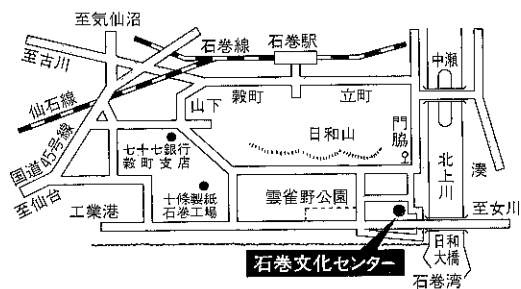 至気仙沼
至古川
石巻線
石巻駅
中瀬
仙石線
山下
穀町
立町
日和山
門脇
七十七銀行
穀町支店
国道45号線
北上川
湊
至仙台
十條製紙
石巻工場
雲雀野公園
工業港
至女川
石巻文化センター
日和
大橋
石巻湾